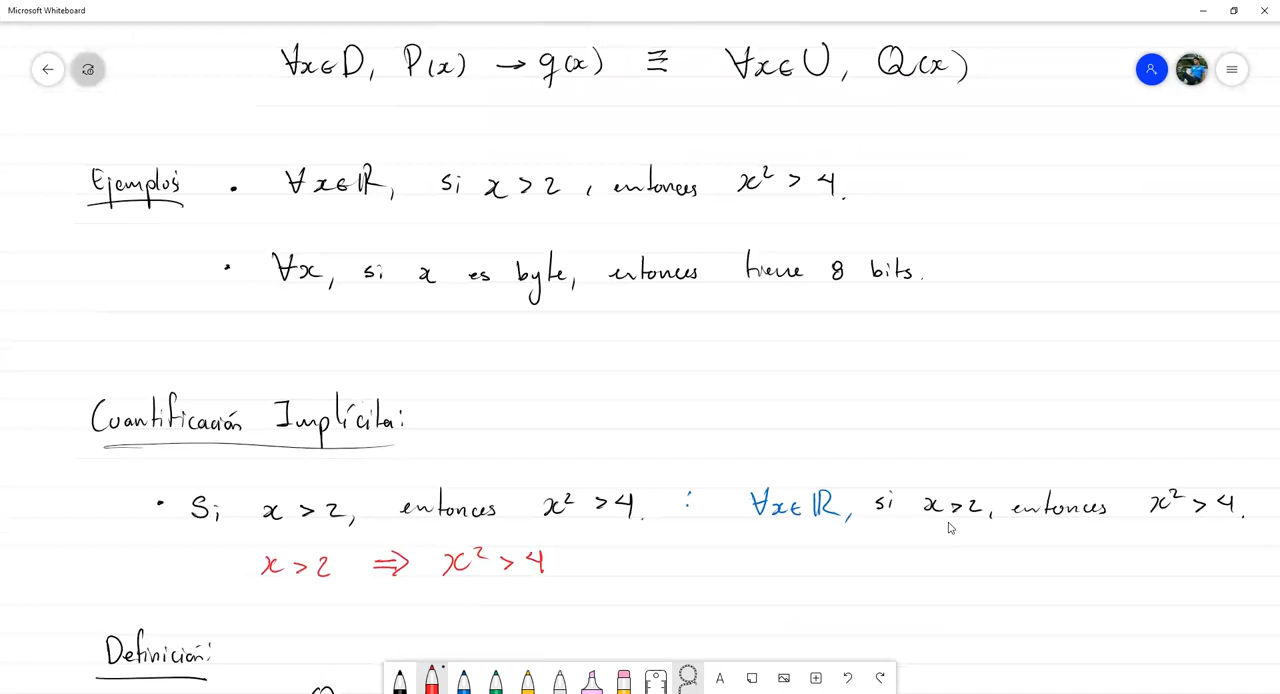 Microsoft Whiteboard
∀x∈D, P(x) → q(x) ≡ ∀x∈U, Q(x)
Ejemplos • ∀x∈ℝ, si x > 2, entonces x² > 4.
• ∀x, si x es byte, entonces tiene 8 bits.
Cuantificación Implícita:
• Si x > 2, entonces x² > 4. : ∀x∈ℝ, si x > 2, entonces x² > 4.
x > 2 ⇒ x² > 4
Definición: